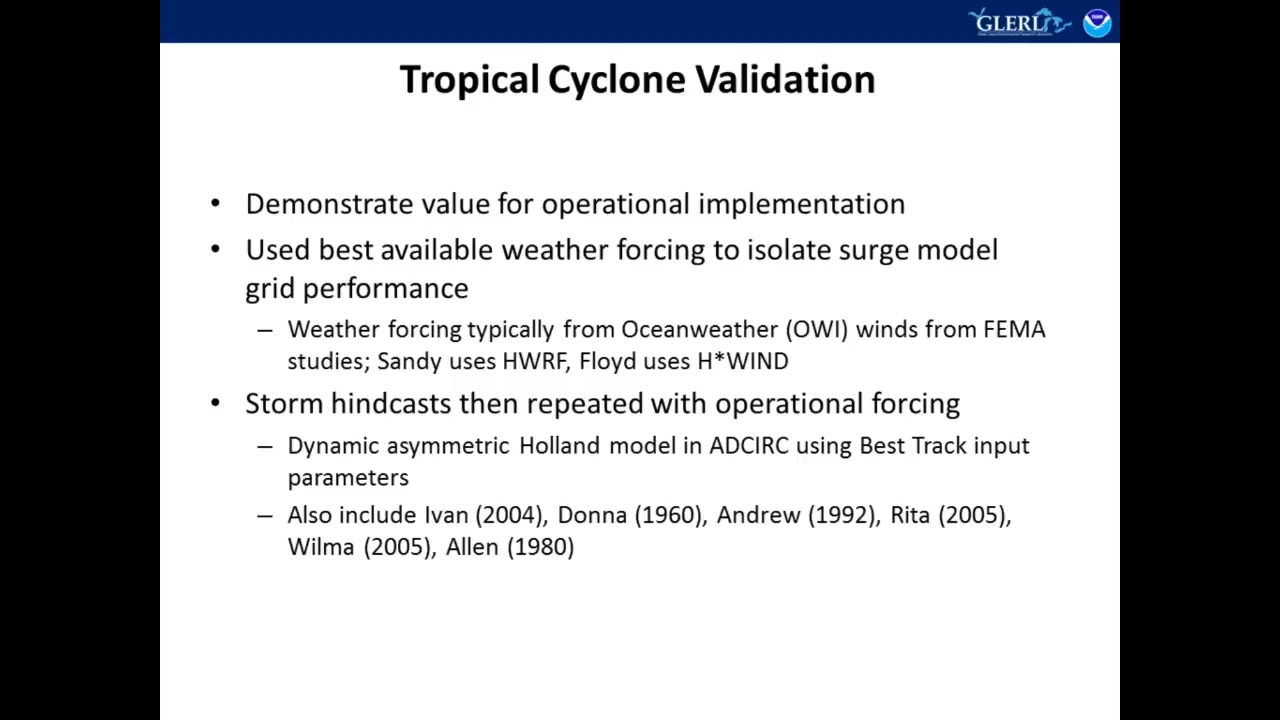 GLERL
Tropical Cyclone Validation
• Demonstrate value for operational implementation
• Used best available weather forcing to isolate surge model
grid performance
– Weather forcing typically from Oceanweather (OWI) winds from FEMA
studies; Sandy uses HWRF, Floyd uses H*WIND
• Storm hindcasts then repeated with operational forcing
– Dynamic asymmetric Holland model in ADCIRC using Best Track input
parameters
– Also include Ivan (2004), Donna (1960), Andrew (1992), Rita (2005),
Wilma (2005), Allen (1980)